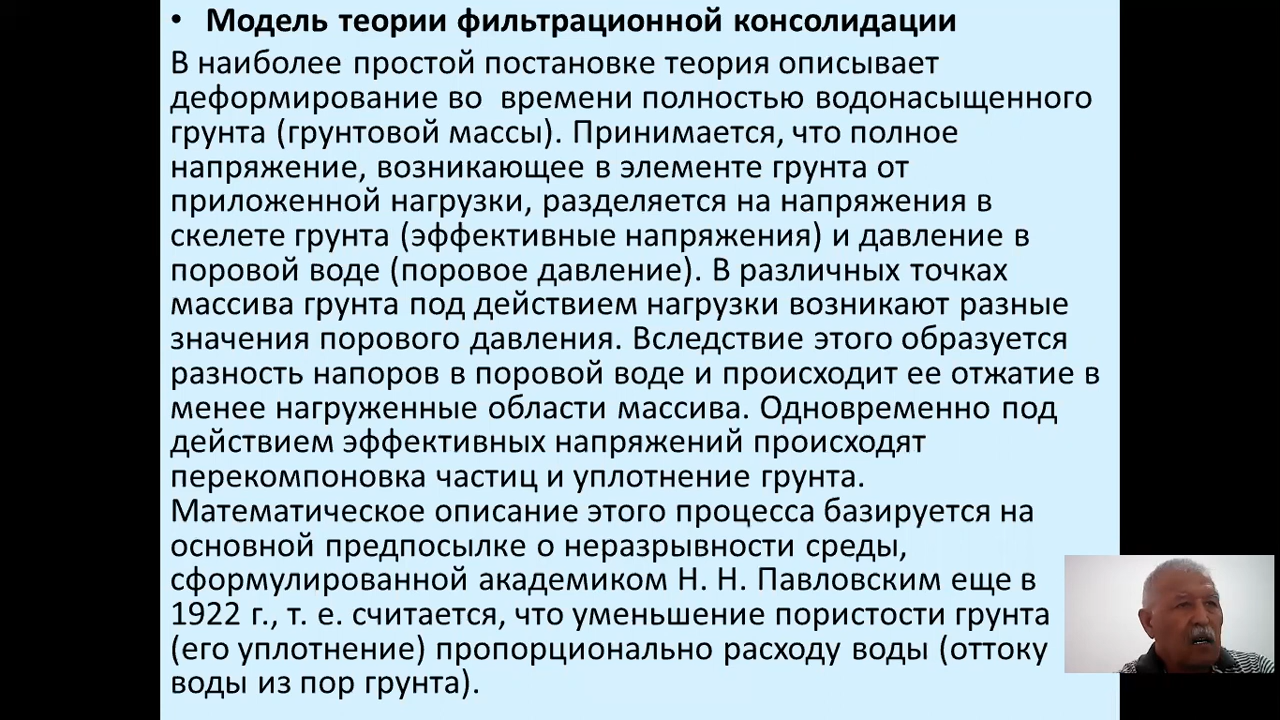 • Модель теории фильтрационной консолидации
В наиболее простой постановке теория описывает
деформирование во  времени полностью водонасыщенного
грунта (грунтовой массы). Принимается, что полное
напряжение, возникающее в элементе грунта от
приложенной нагрузки, разделяется на напряжения в
скелете грунта (эффективные напряжения) и давление в
поровой воде (поровое давление). В различных точках
массива грунта под действием нагрузки возникают разные
значения порового давления. Вследствие этого образуется
разность напоров в поровой воде и происходит ее отжатие в
менее нагруженные области массива. Одновременно под
действием эффективных напряжений происходят
перекомпоновка частиц и уплотнение грунта.
Математическое описание этого процесса базируется на
основной предпосылке о неразрывности среды,
сформулированной академиком Н. Н. Павловским еще в
1922 г., т. е. считается, что уменьшение пористости грунта
(его уплотнение) пропорционально расходу воды (оттоку
воды из пор грунта).